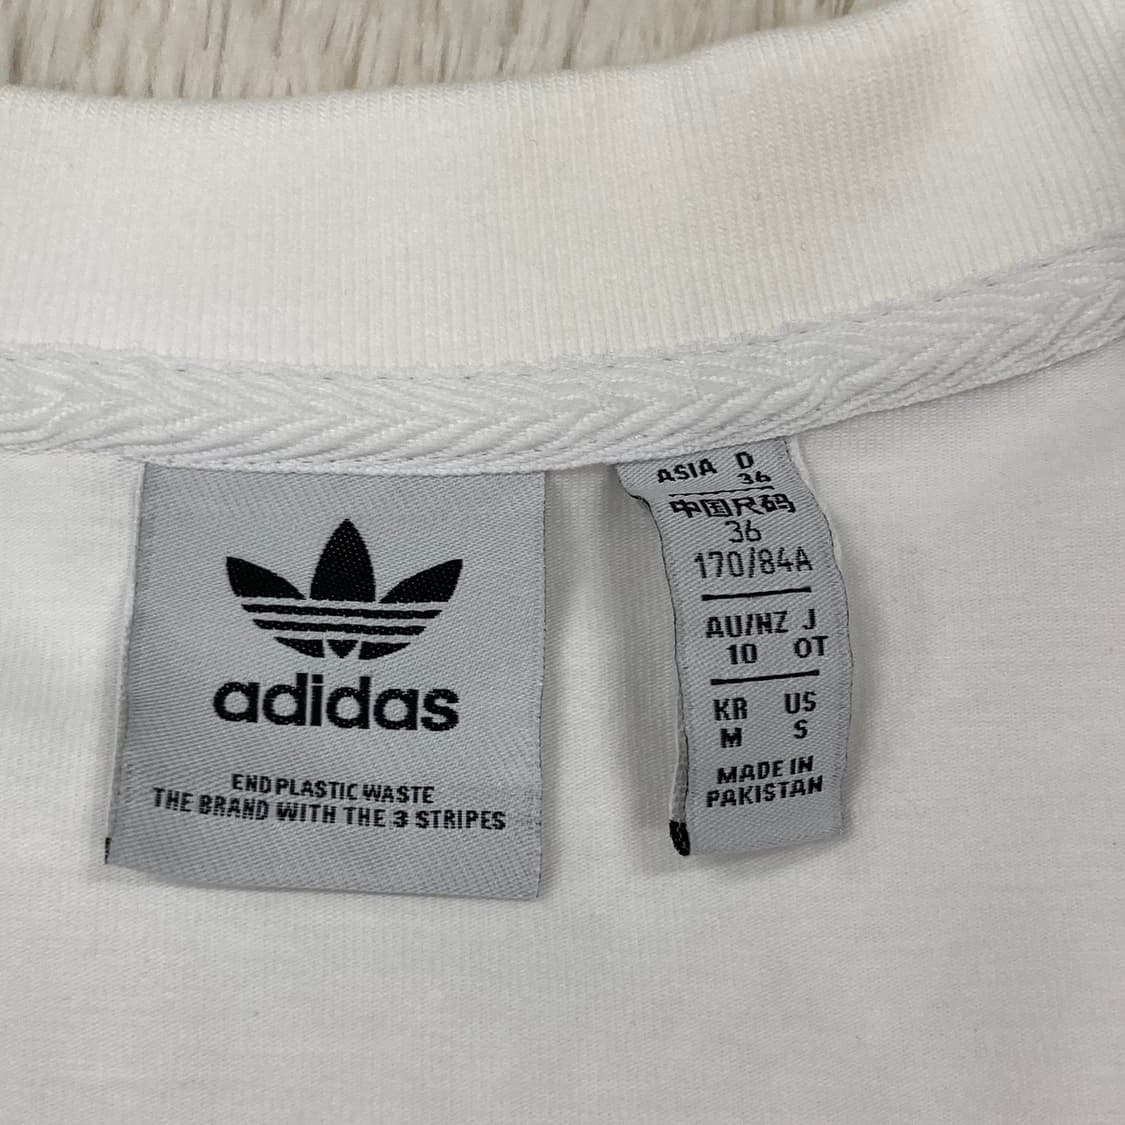 adidas
END PLASTIC WASTE
THE BRAND WITH THE 3 STRIPES
ASIA D
36
中国尺码
36
170/84A
AU/NZ J
10 OT
KR US
M S
MADE IN
PAKISTAN